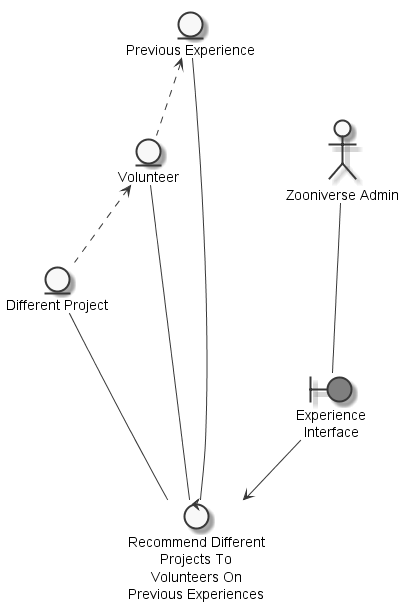 Previous Experience
Volunteer
Zooniverse Admin
Different Project
Experience
Interface
Recommend Different
Projects To
Volunteers On
Previous Experiences